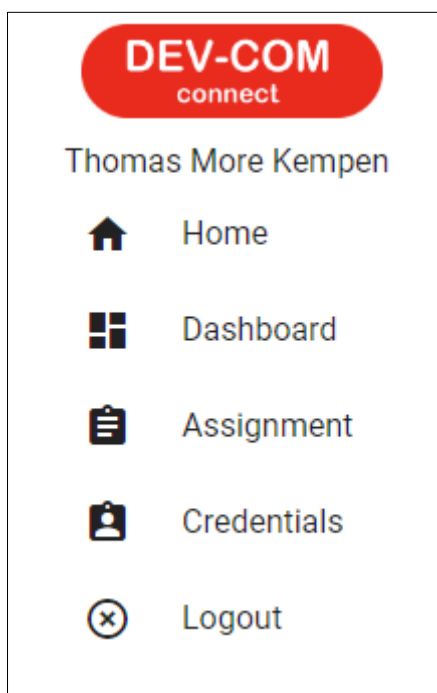 DEV-COM
connect
Thomas More Kempen
Home
Dashboard
Assignment
Credentials
Logout